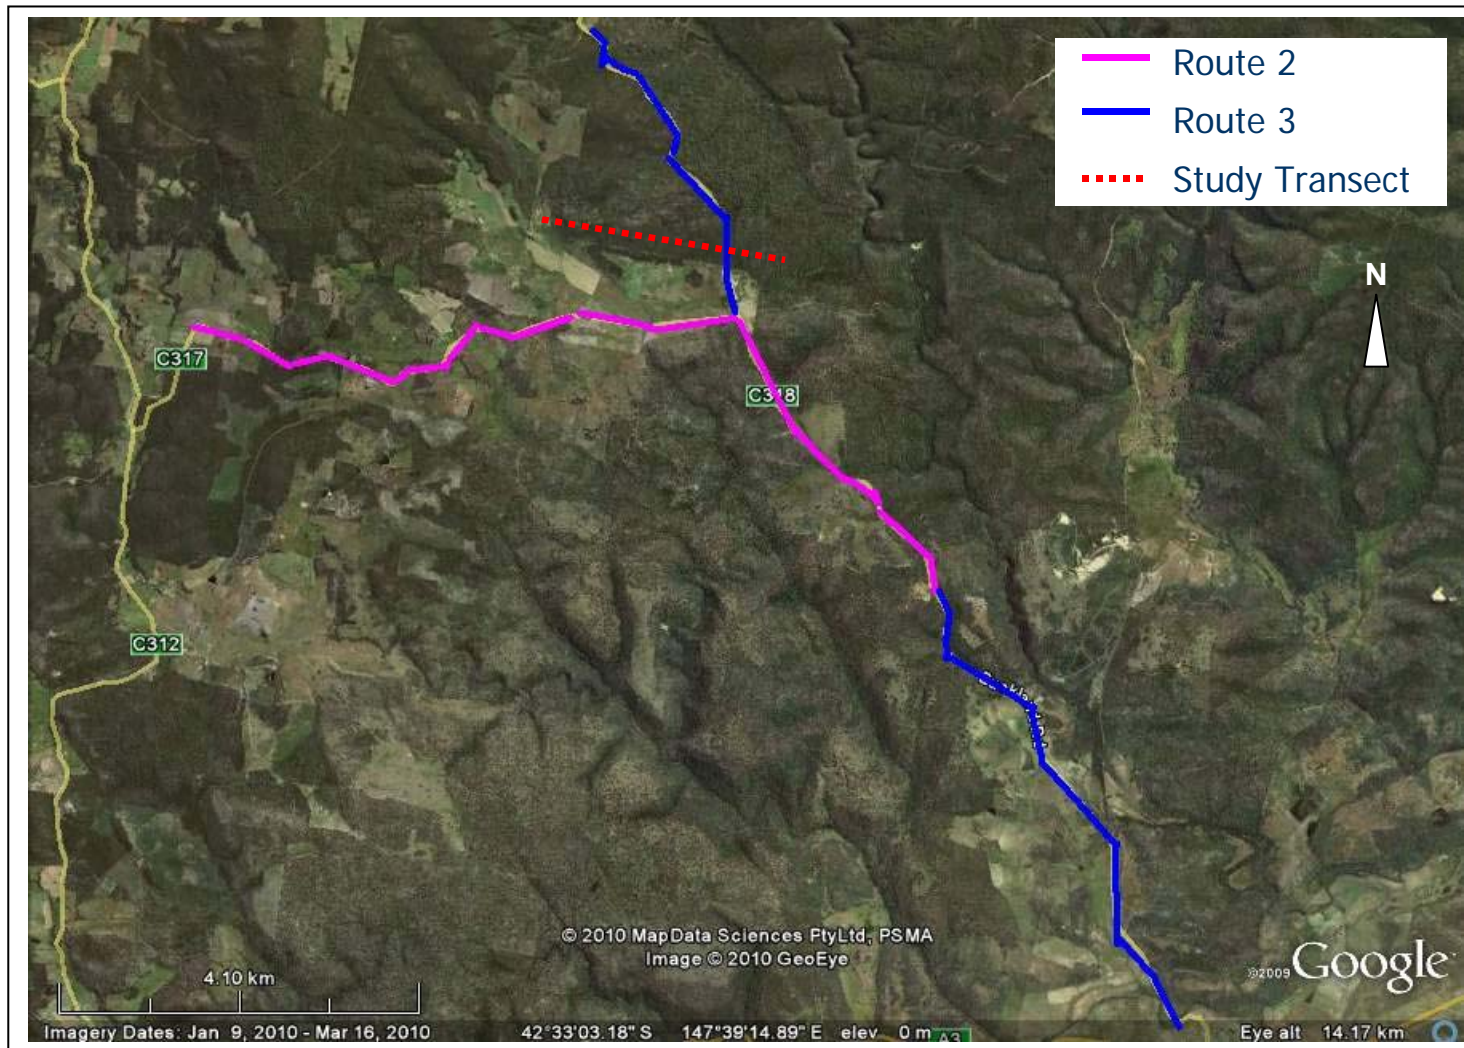 Route 2
Route 3
Study Transect
N
C317
C318
C312
© 2010 MapData Sciences PtyLtd, PSMA
Image © 2010 GeoEye
©2009 Google
4.10 km
Imagery Dates: Jan 9, 2010 - Mar 16, 2010 42°33'03.18" S 147°39'14.89" E elev 0 m Eye alt 14.17 km
A3